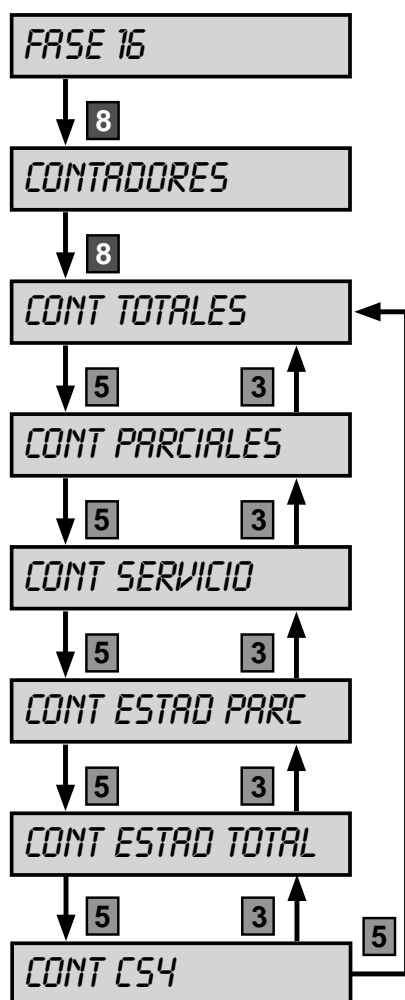 FASE 16
8
CONTADORES
8
CONT TOTALES
5 3
CONT PARCIALES
5 3
CONT SERVICIO
5 3
CONT ESTAD PARC
5 3
CONT ESTAD TOTAL
5 3 5
CONT CS4